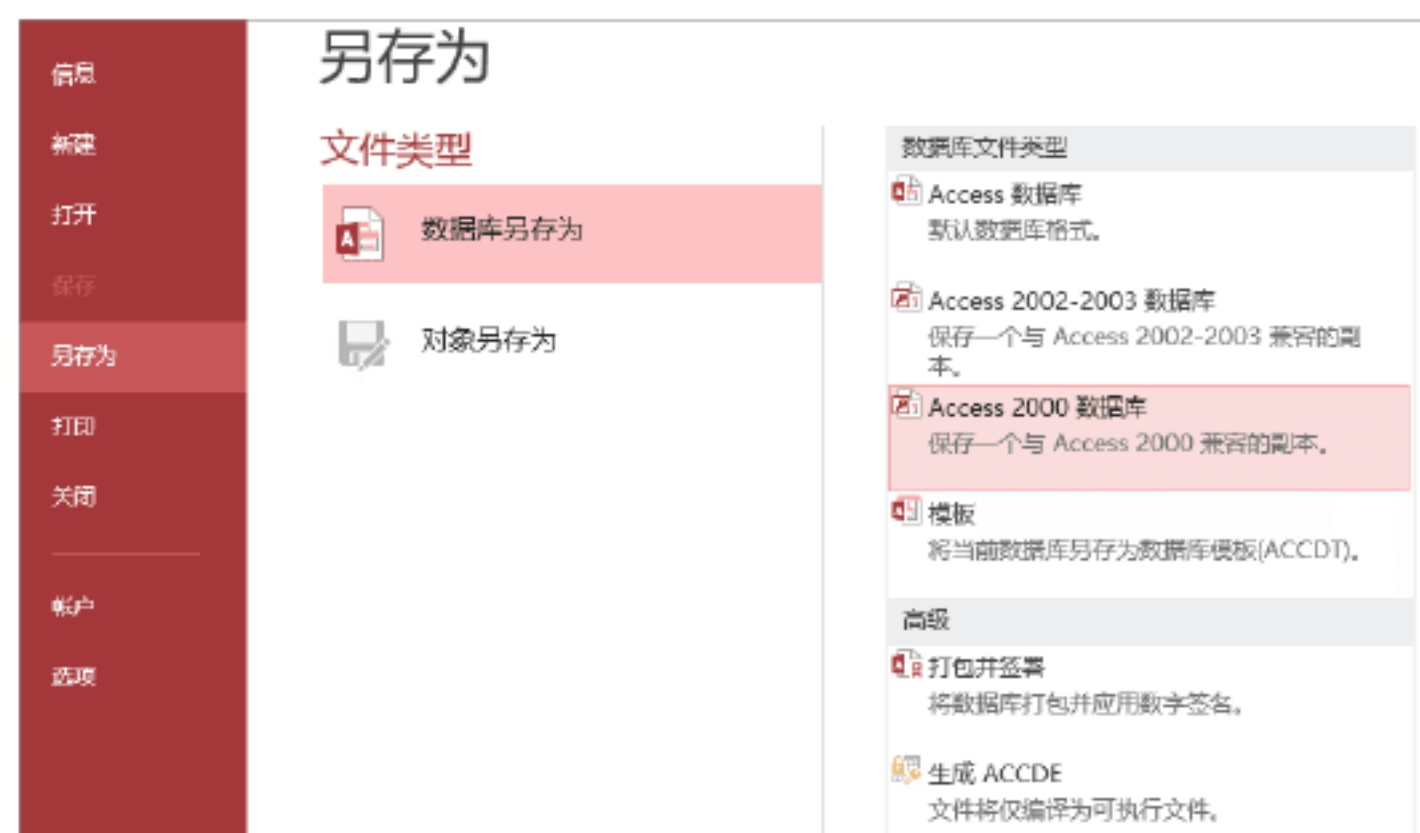 信息
新建
打开
保存
另存为
打印
关闭
帐户
选项
另存为
文件类型
数据库另存为
对象另存为
数据库文件类型
Access 数据库
默认数据库格式。
Access 2002-2003 数据库
保存一个与 Access 2002-2003 兼容的副
本。
Access 2000 数据库
保存一个与 Access 2000 兼容的副本。
模板
将当前数据库另存为数据库模板(ACCDT)。
高级
打包并签署
将数据库打包并应用数字签名。
生成 ACCDE
文件将仅编译为可执行文件。